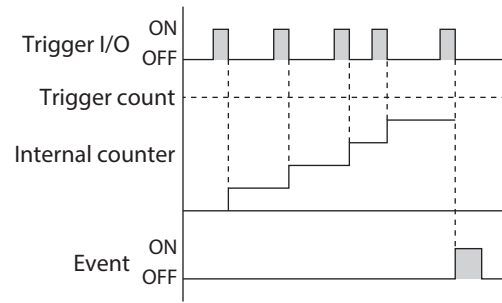 ON
Trigger I/O
OFF
Trigger count
Internal counter
ON
Event
OFF